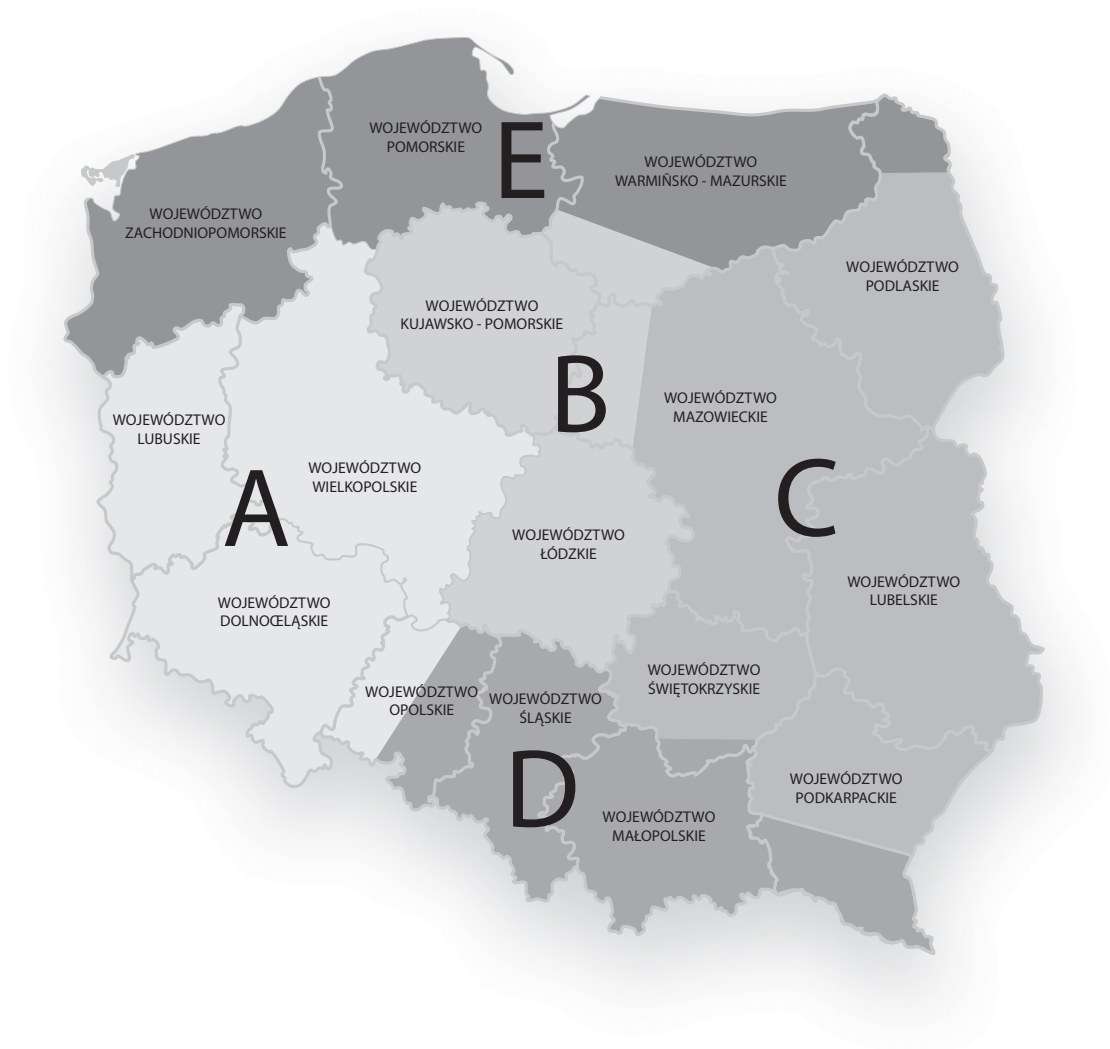 WOJEWÓDZTWO
POMORSKIE
E
WOJEWÓDZTWO
WARMIŃSKO - MAZURSKIE
WOJEWÓDZTWO
ZACHODNIOPOMORSKIE
WOJEWÓDZTWO
PODLASKIE
WOJEWÓDZTWO
KUJAWSKO - POMORSKIE
B
WOJEWÓDZTWO
MAZOWIECKIE
WOJEWÓDZTWO
LUBUSKIE
WOJEWÓDZTWO
WIELKOPOLSKIE
A
C
WOJEWÓDZTWO
ŁÓDZKIE
WOJEWÓDZTWO
LUBELSKIE
WOJEWÓDZTWO
DOLNOŒLĄSKIE
WOJEWÓDZTWO
ŚWIĘTOKRZYSKIE
WOJEWÓDZTWO
OPOLSKIE
WOJEWÓDZTWO
ŚLĄSKIE
D
WOJEWÓDZTWO
PODKARPACKIE
WOJEWÓDZTWO
MAŁOPOLSKIE